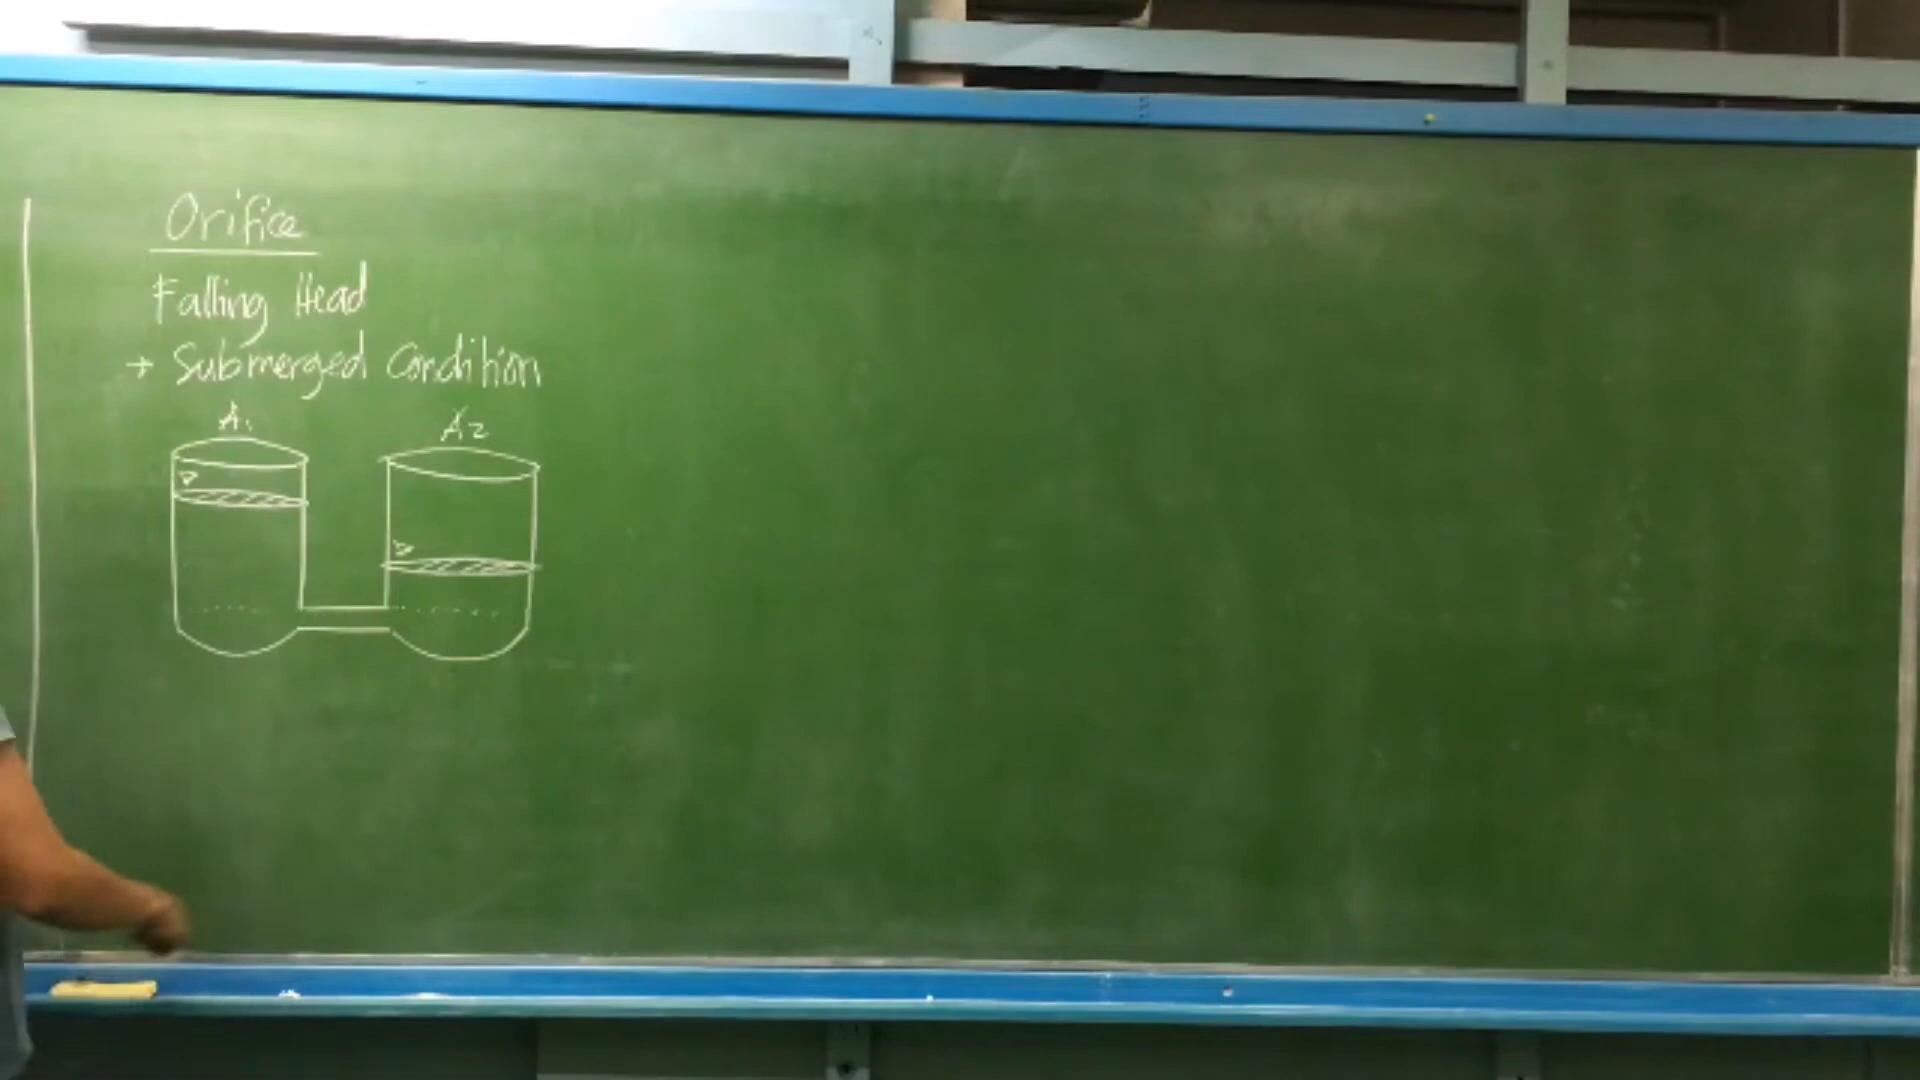 Orifice
Falling Head
+ Submerged Condition
A1 A2